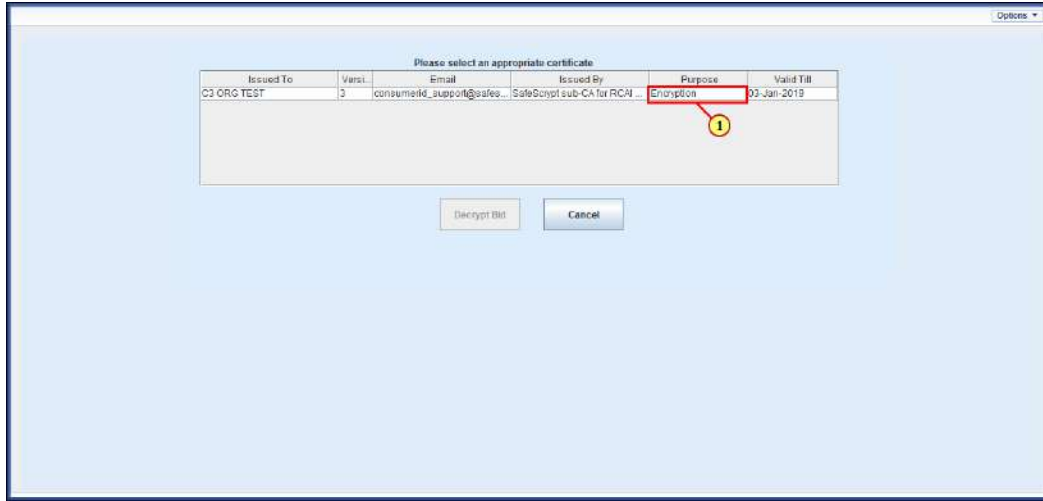 Options
Please select an appropriate certificate
Issued To Versi... Email Issued By Purpose Valid Till
C3 ORG TEST 3 consumerid_support@safes... SafeScrypt sub-CA for RCAI ... Encryption 03-Jan-2019
1
Decrypt Bid Cancel